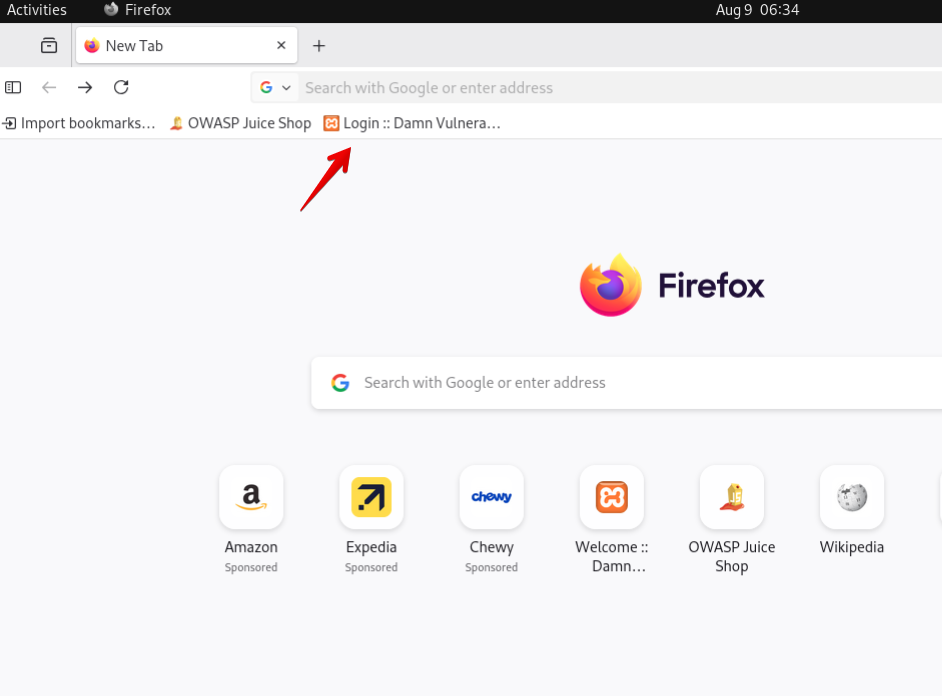 Activities Firefox Aug 9 06:34
New Tab
Search with Google or enter address
Import bookmarks… OWASP Juice Shop Login :: Damn Vulnera…
Firefox
Search with Google or enter address
a
chewy
Amazon Expedia Chewy Welcome :: OWASP Juice Wikipedia
Sponsored Sponsored Sponsored Damn… Shop